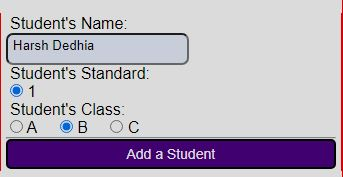 Student's Name:
Harsh Dedhia
Student's Standard:
1
Student's Class:
A B C
Add a Student